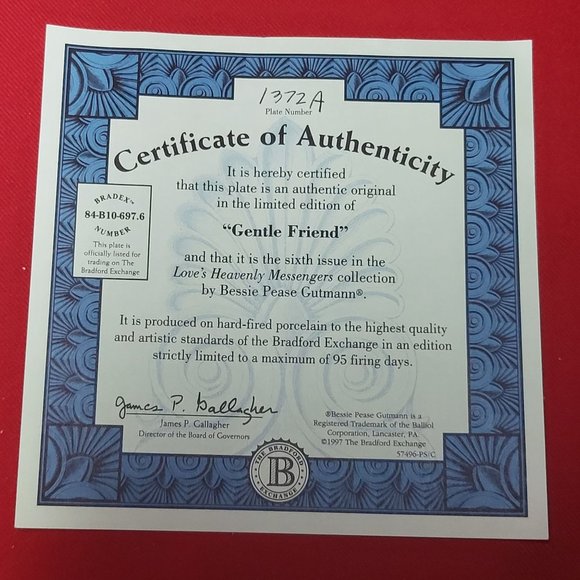 1372A
Plate Number
Certificate of Authenticity
It is hereby certified
that this plate is an authentic original
in the limited edition of
“Gentle Friend”
and that it is the sixth issue in the
Love's Heavenly Messengers collection
by Bessie Pease Gutmann®.
BRADEX™
84-B10-697.6
NUMBER
This plate is
officially listed for
trading on The
Bradford Exchange
It is produced on hard-fired porcelain to the highest quality
and artistic standards of the Bradford Exchange in an edition
strictly limited to a maximum of 95 firing days.
James P. Gallagher
James P. Gallagher
Director of the Board of Governors
®Bessie Pease Gutmann is a
Registered Trademark of the Balliol
Corporation, Lancaster, PA.
©1997 The Bradford Exchange
57496-PS/C
THE BRADFORD
B
EXCHANGE